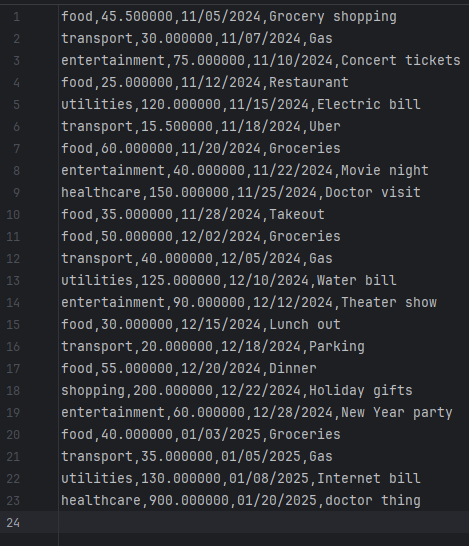 1 food,45.500000,11/05/2024,Grocery shopping
2 transport,30.000000,11/07/2024,Gas
3 entertainment,75.000000,11/10/2024,Concert tickets
4 food,25.000000,11/12/2024,Restaurant
5 utilities,120.000000,11/15/2024,Electric bill
6 transport,15.500000,11/18/2024,Uber
7 food,60.000000,11/20/2024,Groceries
8 entertainment,40.000000,11/22/2024,Movie night
9 healthcare,150.000000,11/25/2024,Doctor visit
10 food,35.000000,11/28/2024,Takeout
11 food,50.000000,12/02/2024,Groceries
12 transport,40.000000,12/05/2024,Gas
13 utilities,125.000000,12/10/2024,Water bill
14 entertainment,90.000000,12/12/2024,Theater show
15 food,30.000000,12/15/2024,Lunch out
16 transport,20.000000,12/18/2024,Parking
17 food,55.000000,12/20/2024,Dinner
18 shopping,200.000000,12/22/2024,Holiday gifts
19 entertainment,60.000000,12/28/2024,New Year party
20 food,40.000000,01/03/2025,Groceries
21 transport,35.000000,01/05/2025,Gas
22 utilities,130.000000,01/08/2025,Internet bill
23 healthcare,900.000000,01/20/2025,doctor thing
24